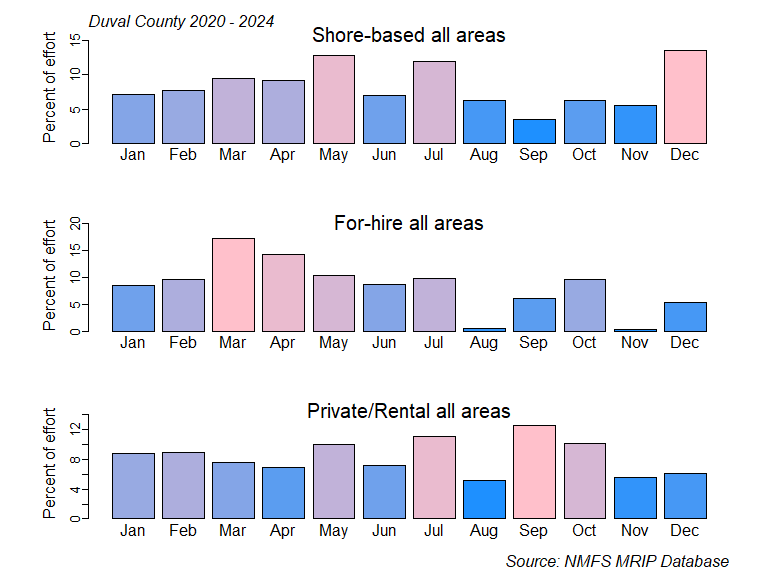 Duval County 2020 - 2024
Shore-based all areas
Percent of effort
0 5 10 15
Jan Feb Mar Apr May Jun Jul Aug Sep Oct Nov Dec
For-hire all areas
Percent of effort
0 5 10 15 20
Jan Feb Mar Apr May Jun Jul Aug Sep Oct Nov Dec
Private/Rental all areas
Percent of effort
0 4 8 12
Jan Feb Mar Apr May Jun Jul Aug Sep Oct Nov Dec
Source: NMFS MRIP Database